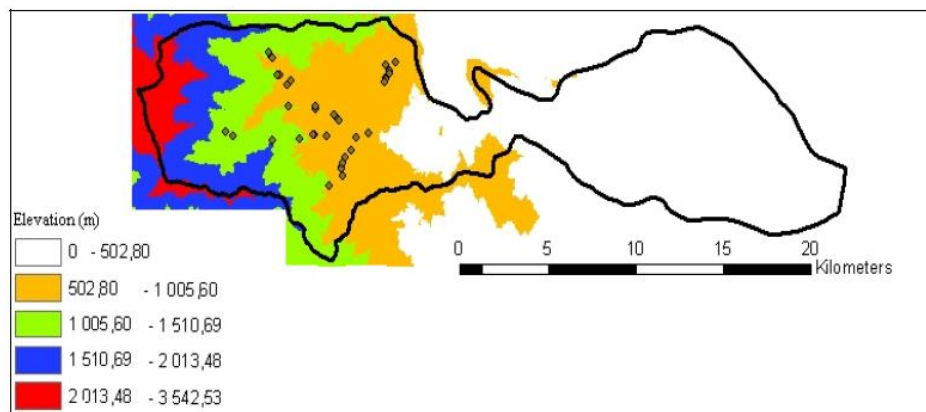 Elevation (m)
0 - 502,80
502,80 - 1 005,60
1 005,60 - 1 510,69
1 510,69 - 2 013,48
2 013,48 - 3 542,53
0 5 10 15 20
Kilometers